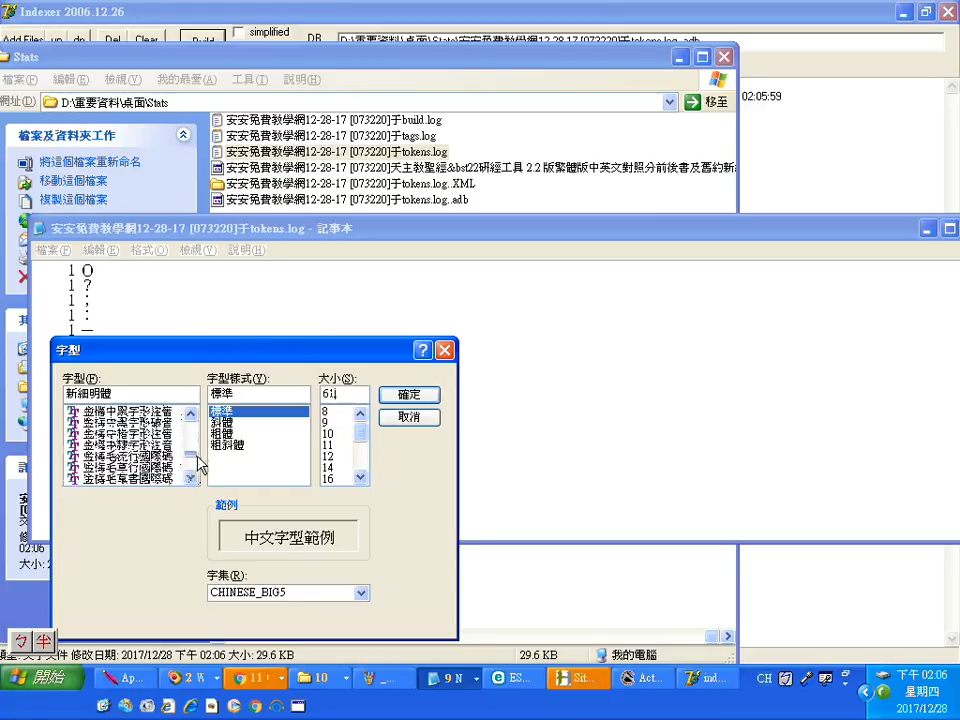 Indexer 2006.12.26
Add Files up dn Del Clear Build simplified DB D:\重要資料\桌面\Stats\安安免費教學網12-28-17 [073220]于tokens.log..adb
Stats
檔案(F) 編輯(E) 檢視(V) 我的最愛(A) 工具(T) 說明(H)
網址(D) D:\重要資料\桌面\Stats 移至
02:05:59
檔案及資料夾工作
將這個檔案重新命名
移動這個檔案
複製這個檔案
安安免費教學網12-28-17 [073220]于build.log
安安免費教學網12-28-17 [073220]于tags.log
安安免費教學網12-28-17 [073220]于tokens.log
安安免費教學網12-28-17 [073220]天主教聖經&bst22研經工具 2.2 版繁體版中英文對照分前後書及舊約新
安安免費教學網12-28-17 [073220]于tokens.log..XML
安安免費教學網12-28-17 [073220]于tokens.log..adb
安安免費教學網12-28-17 [073220]于tokens.log - 記事本
檔案(F) 編輯(E) 格式(O) 檢視(V) 說明(H)
1 ()
1 ?
1 ;
1 :
1 —
字型
字型(F):
新細明體
字型樣式(Y):
標準
標準
斜體
粗體
粗斜體
大小(S):
61
8
9
10
11
12
14
16
確定
取消
範例
中文字型範例
字集(R):
CHINESE_BIG5
02:06
大小:
修改日期: 2017/12/28 下午 02:06 大小: 29.6 KB 29.6 KB 我的電腦
ㄅ 半
開始 Ap... 2 W 11 10 _... 9 N ES... Sit... Act... ind... CH
下午 02:06
星期四
2017/12/28